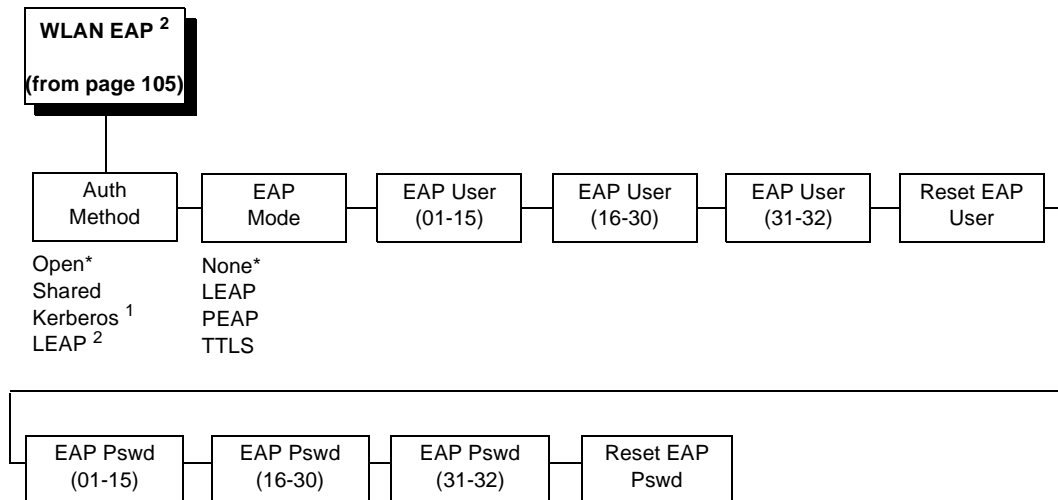 WLAN EAP 2
(from page 105)
Auth
Method
EAP
Mode
EAP User
(01-15)
EAP User
(16-30)
EAP User
(31-32)
Reset EAP
User
Open*
Shared
Kerberos 1
LEAP 2
None*
LEAP
PEAP
TTLS
EAP Pswd
(01-15)
EAP Pswd
(16-30)
EAP Pswd
(31-32)
Reset EAP
Pswd